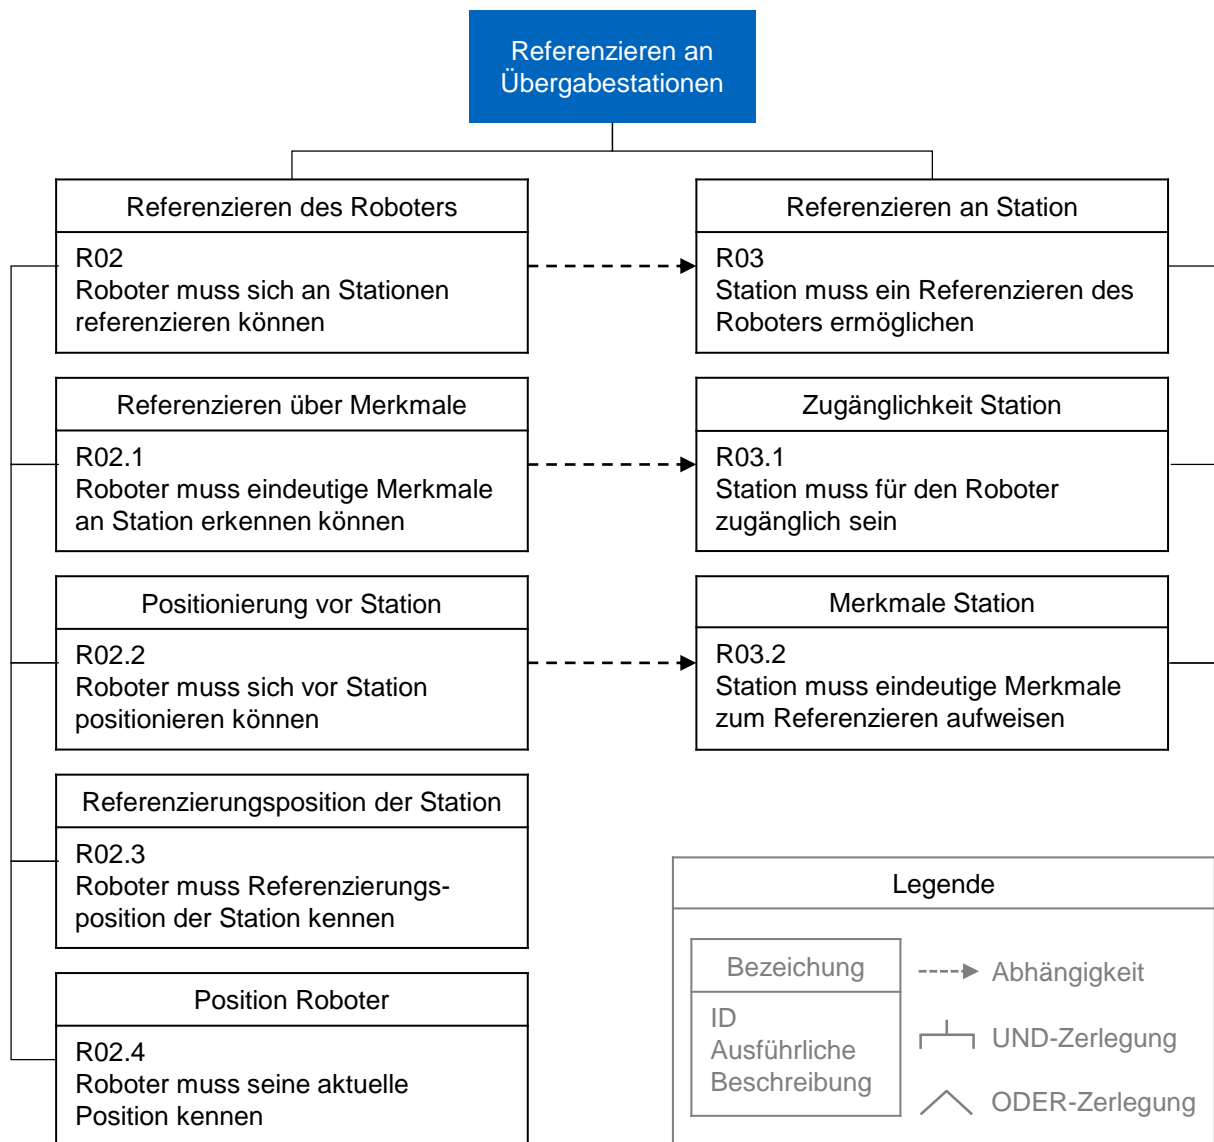 Referenzieren an
Übergabestationen
Referenzieren des Roboters
R02
Roboter muss sich an Stationen
referenzieren können
Referenzieren an Station
R03
Station muss ein Referenzieren des
Roboters ermöglichen
Referenzieren über Merkmale
R02.1
Roboter muss eindeutige Merkmale
an Station erkennen können
Zugänglichkeit Station
R03.1
Station muss für den Roboter
zugänglich sein
Positionierung vor Station
R02.2
Roboter muss sich vor Station
positionieren können
Merkmale Station
R03.2
Station muss eindeutige Merkmale
zum Referenzieren aufweisen
Referenzierungsposition der Station
R02.3
Roboter muss Referenzierungs-
position der Station kennen
Position Roboter
R02.4
Roboter muss seine aktuelle
Position kennen
Legende
Bezeichung
ID
Ausführliche
Beschreibung
Abhängigkeit
UND-Zerlegung
ODER-Zerlegung